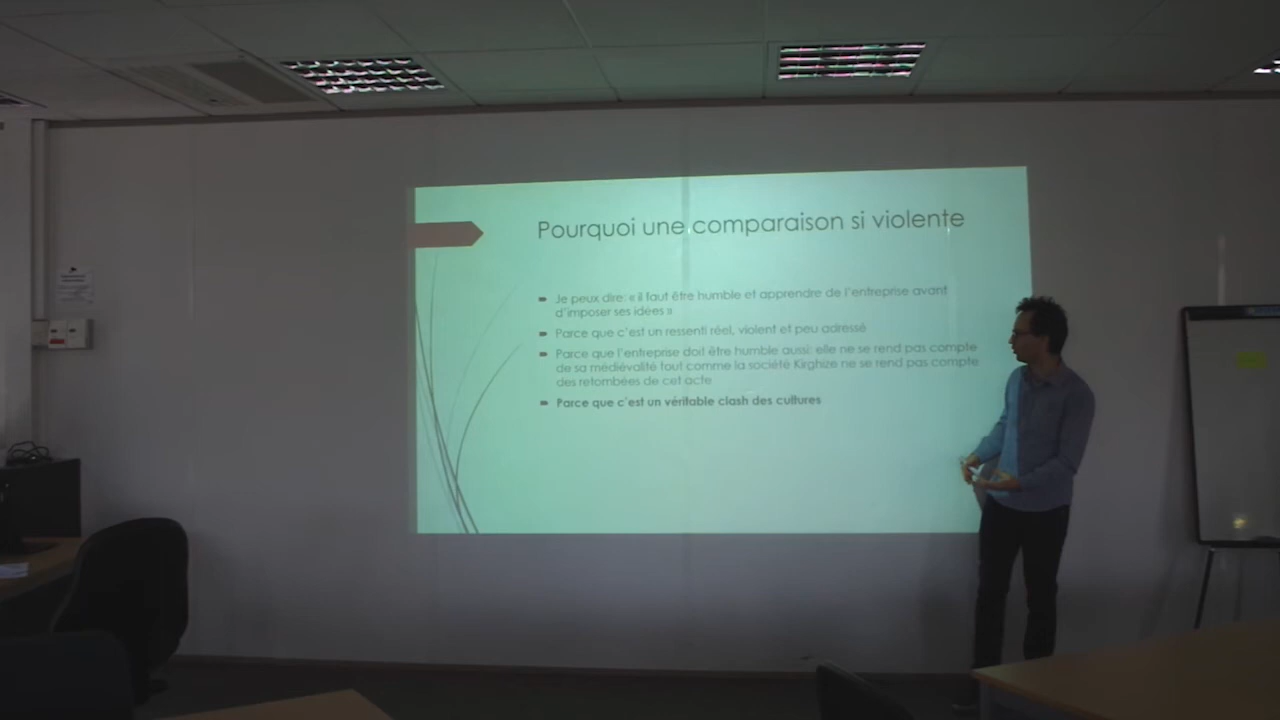 Pourquoi une comparaison si violente
Je peux dire: « il faut être humble et apprendre de l'entreprise avant
d'imposer ses idées »
Parce que c'est un ressenti réel, violent et peu adressé
Parce que l'entreprise doit être humble aussi: elle ne se rend pas compte
de sa médiévalité tout comme la société Kirghize ne se rend pas compte
des retombées de cet acte
Parce que c'est un véritable clash des cultures